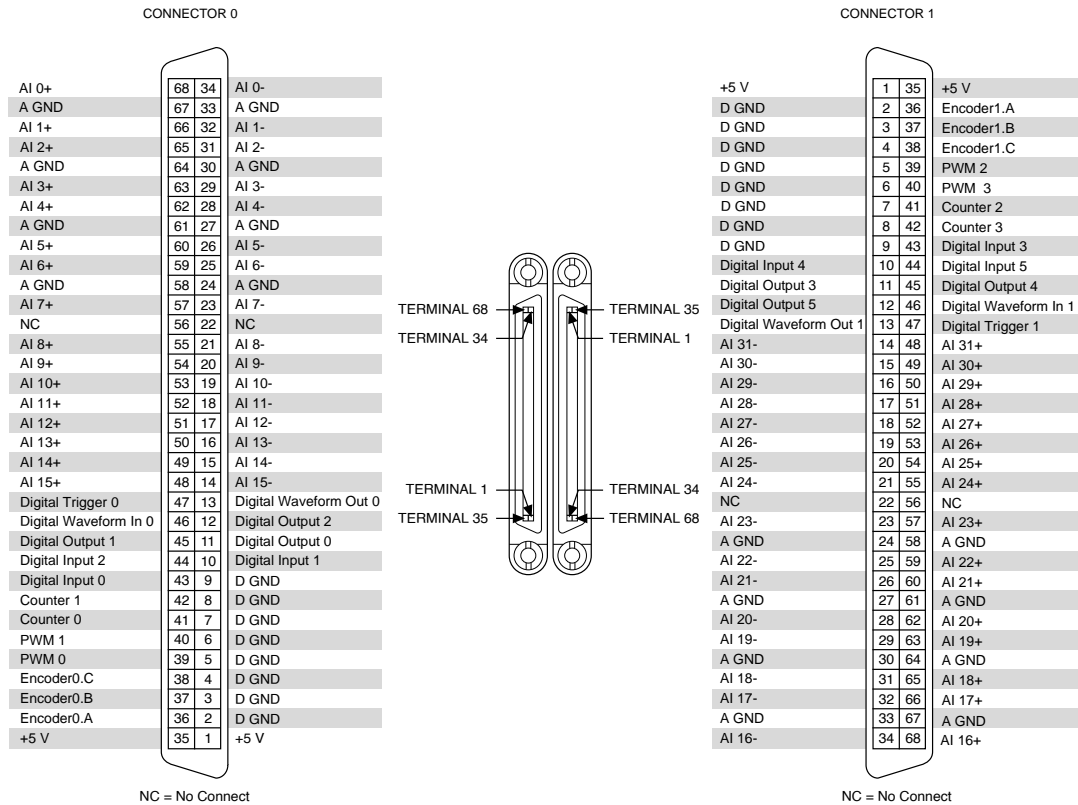 CONNECTOR 0
AI 0+ 68 34 AI 0-
A GND 67 33 A GND
AI 1+ 66 32 AI 1-
AI 2+ 65 31 AI 2-
A GND 64 30 A GND
AI 3+ 63 29 AI 3-
AI 4+ 62 28 AI 4-
A GND 61 27 A GND
AI 5+ 60 26 AI 5-
AI 6+ 59 25 AI 6-
A GND 58 24 A GND
AI 7+ 57 23 AI 7-
NC 56 22 NC
AI 8+ 55 21 AI 8-
AI 9+ 54 20 AI 9-
AI 10+ 53 19 AI 10-
AI 11+ 52 18 AI 11-
AI 12+ 51 17 AI 12-
AI 13+ 50 16 AI 13-
AI 14+ 49 15 AI 14-
AI 15+ 48 14 AI 15-
Digital Trigger 0 47 13 Digital Waveform Out 0
Digital Waveform In 0 46 12 Digital Output 2
Digital Output 1 45 11 Digital Output 0
Digital Input 2 44 10 Digital Input 1
Digital Input 0 43 9 D GND
Counter 1 42 8 D GND
Counter 0 41 7 D GND
PWM 1 40 6 D GND
PWM 0 39 5 D GND
Encoder0.C 38 4 D GND
Encoder0.B 37 3 D GND
Encoder0.A 36 2 D GND
+5 V 35 1 +5 V
NC = No Connect
TERMINAL 68 TERMINAL 35
TERMINAL 34 TERMINAL 1
TERMINAL 1 TERMINAL 34
TERMINAL 35 TERMINAL 68
CONNECTOR 1
+5 V 1 35 +5 V
D GND 2 36 Encoder1.A
D GND 3 37 Encoder1.B
D GND 4 38 Encoder1.C
D GND 5 39 PWM 2
D GND 6 40 PWM 3
D GND 7 41 Counter 2
D GND 8 42 Counter 3
D GND 9 43 Digital Input 3
Digital Input 4 10 44 Digital Input 5
Digital Output 3 11 45 Digital Output 4
Digital Output 5 12 46 Digital Waveform In 1
Digital Waveform Out 1 13 47 Digital Trigger 1
AI 31- 14 48 AI 31+
AI 30- 15 49 AI 30+
AI 29- 16 50 AI 29+
AI 28- 17 51 AI 28+
AI 27- 18 52 AI 27+
AI 26- 19 53 AI 26+
AI 25- 20 54 AI 25+
AI 24- 21 55 AI 24+
NC 22 56 NC
AI 23- 23 57 AI 23+
A GND 24 58 A GND
AI 22- 25 59 AI 22+
AI 21- 26 60 AI 21+
A GND 27 61 A GND
AI 20- 28 62 AI 20+
AI 19- 29 63 AI 19+
A GND 30 64 A GND
AI 18- 31 65 AI 18+
AI 17- 32 66 AI 17+
A GND 33 67 A GND
AI 16- 34 68 AI 16+
NC = No Connect